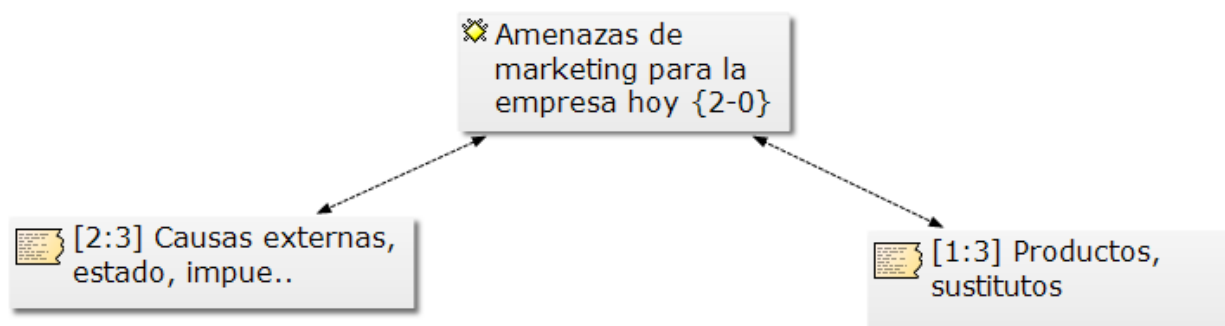 Amenazas de
marketing para la
empresa hoy {2-0}
[2:3] Causas externas,
estado, impue..
[1:3] Productos,
sustitutos